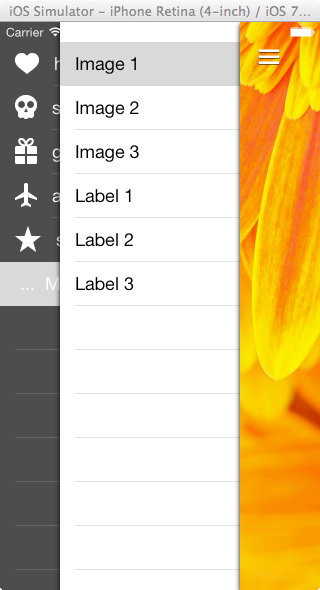 iOS Simulator - iPhone Retina (4-inch) / iOS 7...
Carrier
Image 1
Image 2
Image 3
Label 1
Label 2
Label 3
... M